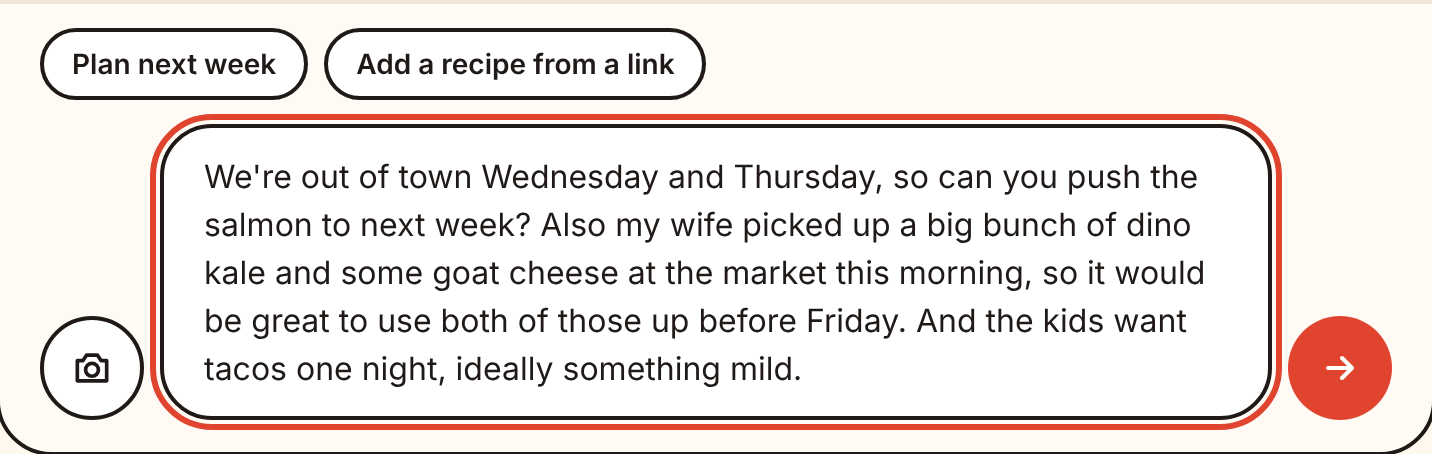 Plan next week
Add a recipe from a link
We're out of town Wednesday and Thursday, so can you push the
salmon to next week? Also my wife picked up a big bunch of dino
kale and some goat cheese at the market this morning, so it would
be great to use both of those up before Friday. And the kids want
tacos one night, ideally something mild.